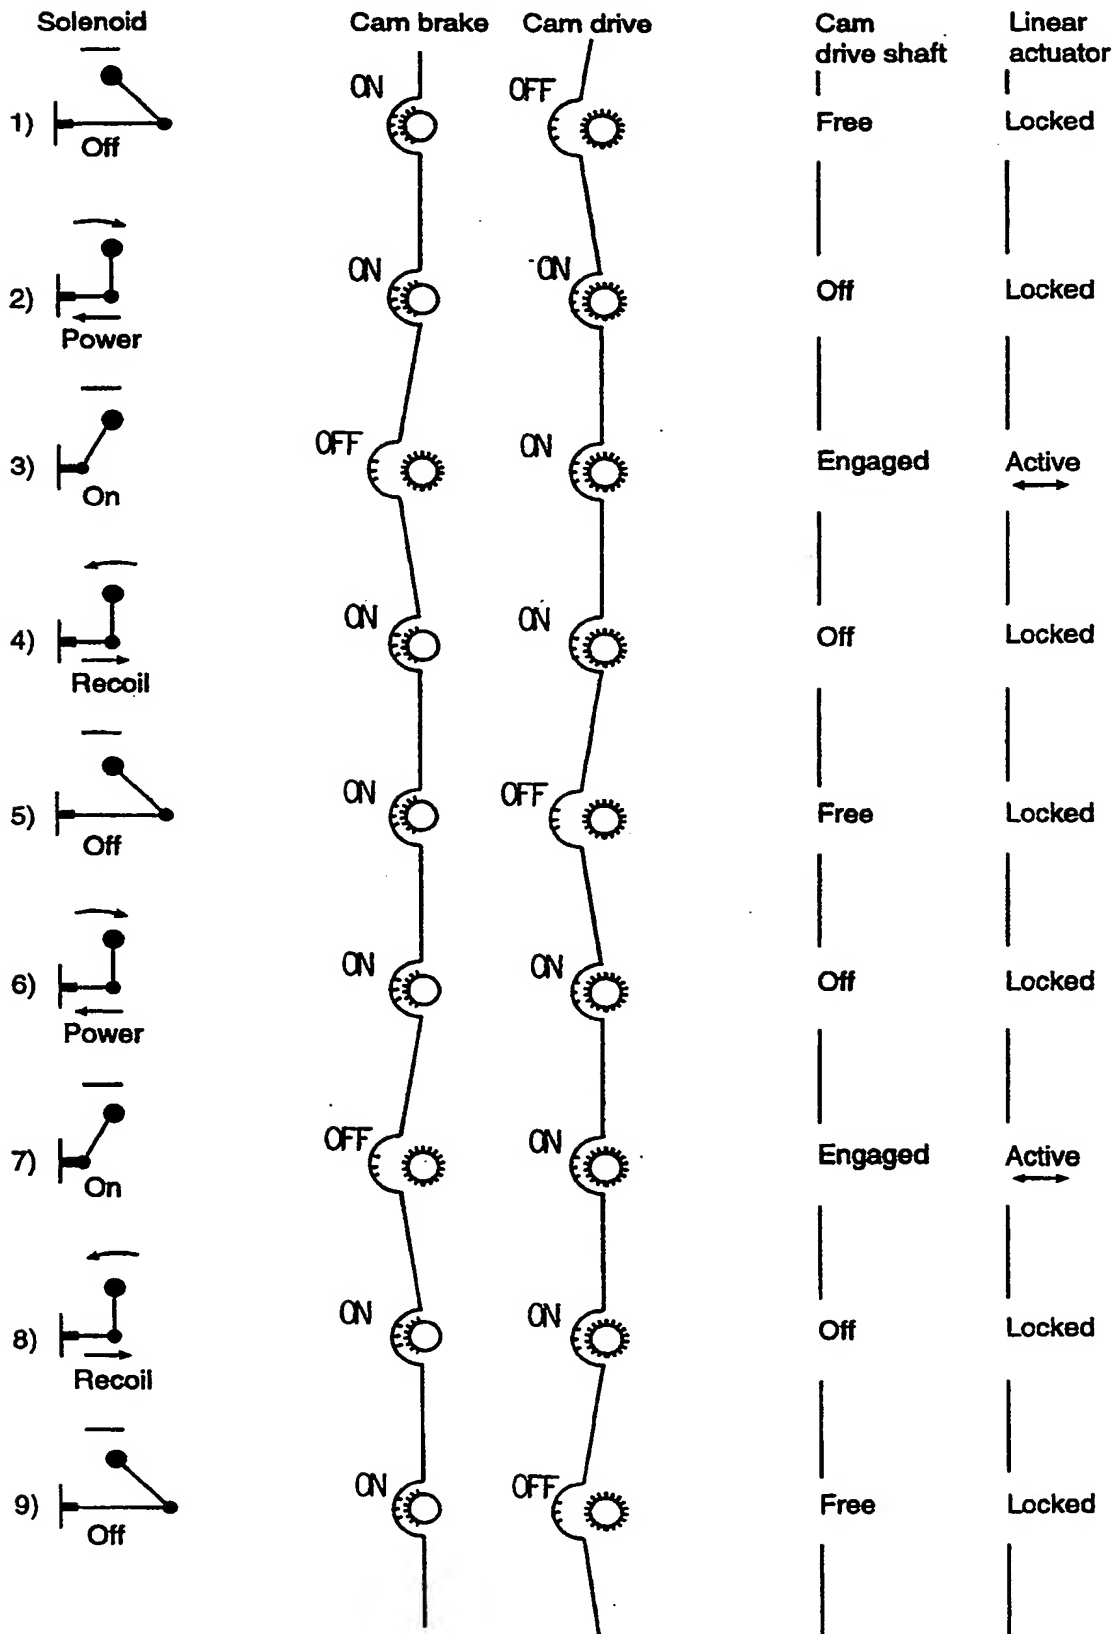 Solenoid Cam brake Cam drive Cam drive shaft Linear actuator
1) Off ON OFF Free Locked
2) Power ON ON Off Locked
3) On OFF ON Engaged Active
4) Recoil ON ON Off Locked
5) Off ON OFF Free Locked
6) Power ON ON Off Locked
7) On OFF ON Engaged Active
8) Recoil ON ON Off Locked
9) Off ON OFF Free Locked